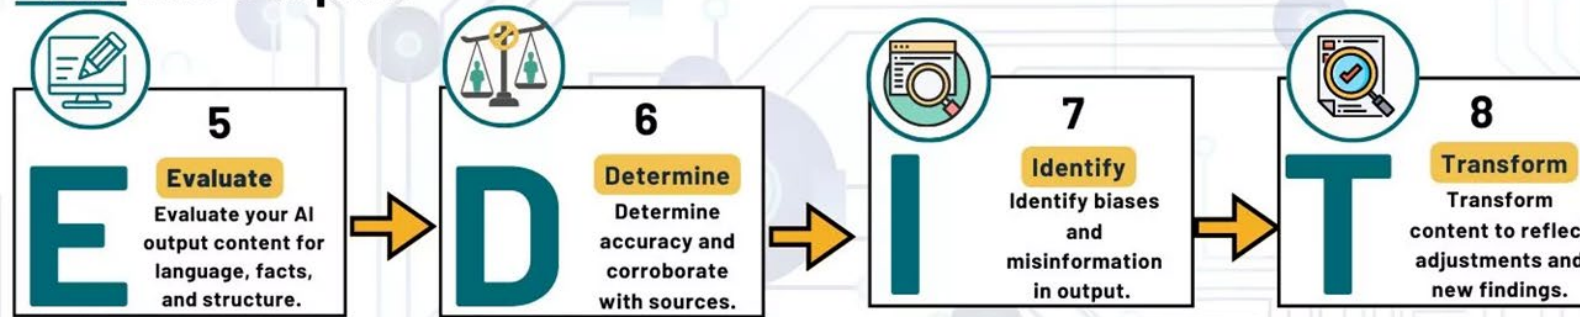 5
E
Evaluate
Evaluate your AI
output content for
language, facts,
and structure.
6
D
Determine
Determine
accuracy and
corroborate
with sources.
7
I
Identify
Identify biases
and
misinformation
in output.
8
T
Transform
Transform
content to reflec
adjustments and
new findings.